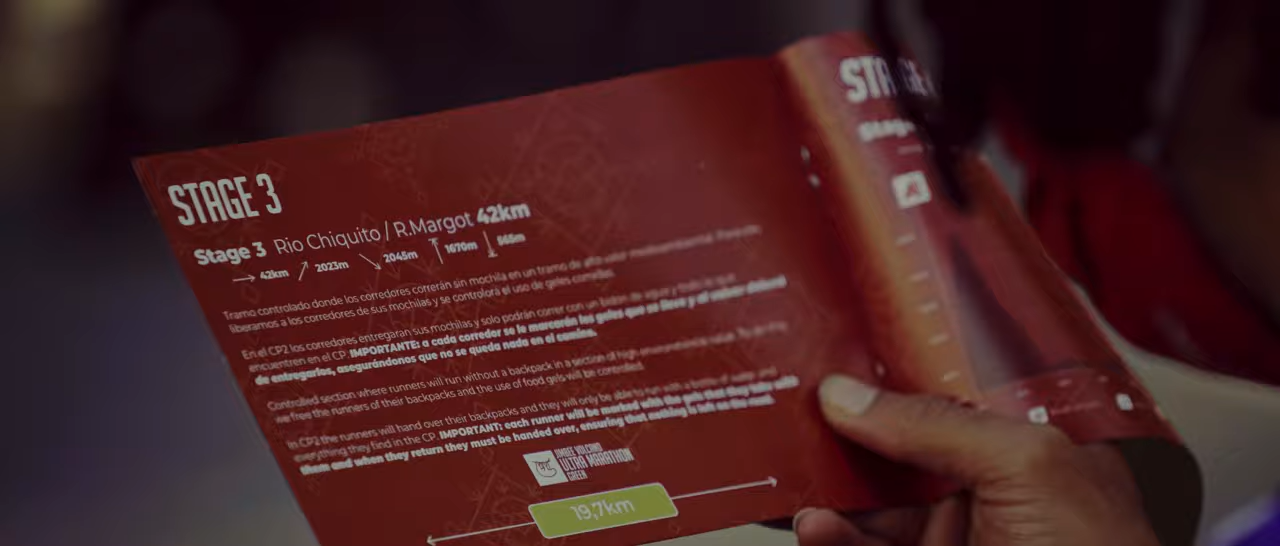 STAGE 3
Stage 3 Rio Chiquito / R.Margot 42km
42km 2023m 2045m 1670m 865m
Tramo controlado donde los corredores correrán sin mochila en un tramo de alto valor medioambiental.
liberamos a los corredores de sus mochilas y se controlora el uso de geles comidas.
En el CP2 los corredores entregaran sus mochilas y solo podrán correr con un bidon de agua y todo lo que
encuentren en el CP. IMPORTANTE: a cada corredor se le marcarán los geles que se lleve y al volver deberá
de entregarlos, asegurándonos que no se queda nada en el camino.
Controlled section where runners will run without a backpack in a section of high environmental value.
we free the runners of their backpacks and the use of food gels will be controlled.
In CP2 the runners will hand over their backpacks and they will only be able to run with a bottle of water and
everything they find in the CP. IMPORTANT: each runner will be marked with the gels that they take with
them and when they return they must be handed over, ensuring that nothing is left on the road.
VOLCANO
ULTRA MARATHON
GREEN
19,7km
STAGE
Stage